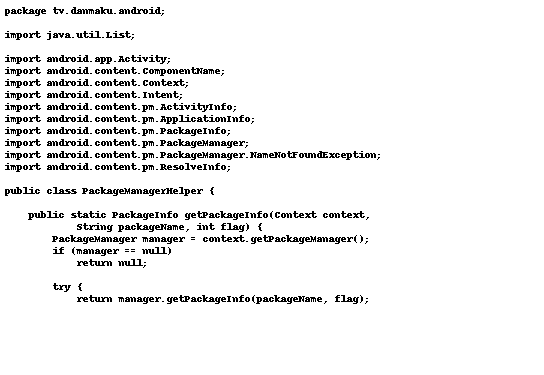 package tv.danmaku.android;

import java.util.List;

import android.app.Activity;
import android.content.ComponentName;
import android.content.Context;
import android.content.Intent;
import android.content.pm.ActivityInfo;
import android.content.pm.ApplicationInfo;
import android.content.pm.PackageInfo;
import android.content.pm.PackageManager;
import android.content.pm.PackageManager.NameNotFoundException;
import android.content.pm.ResolveInfo;

public class PackageManagerHelper {

    public static PackageInfo getPackageInfo(Context context,
            String packageName, int flag) {
        PackageManager manager = context.getPackageManager();
        if (manager == null)
            return null;

        try {
            return manager.getPackageInfo(packageName, flag);